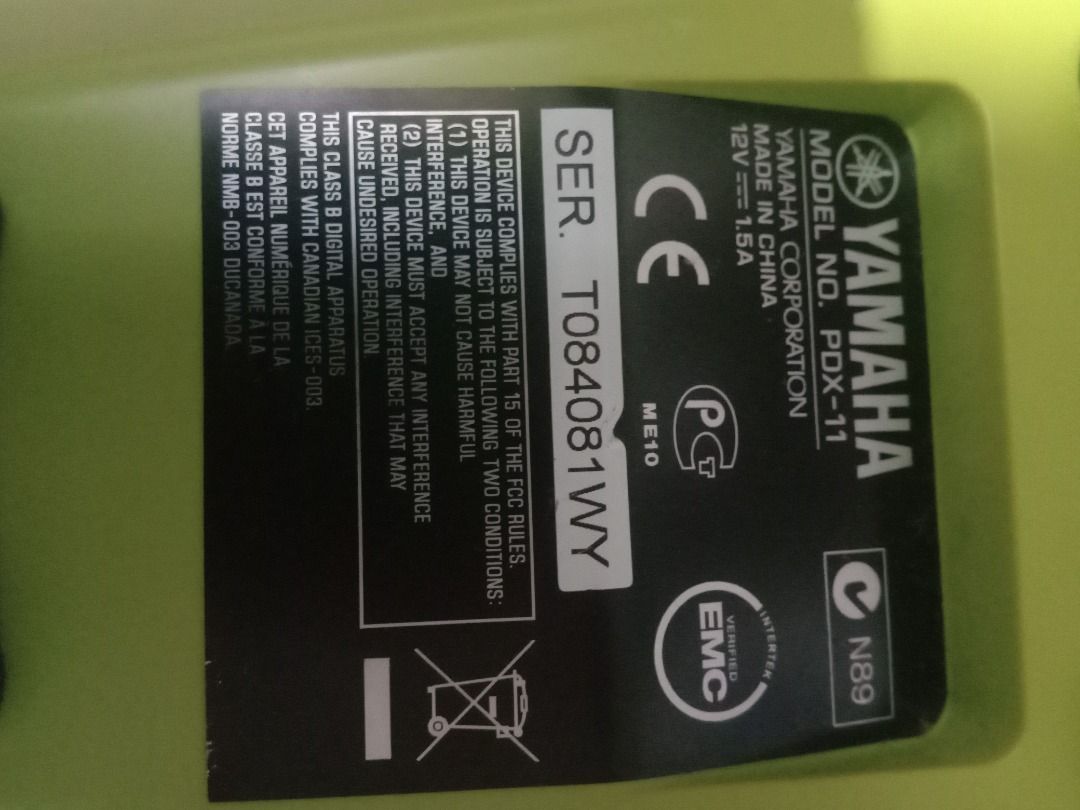 YAMAHA
MODEL NO. PDX-11
YAMAHA CORPORATION
MADE IN CHINA
12V ⎓ 1.5A
N89
CE
PCT
ME10
INTERTEK
VERIFIED
EMC
SER. T084081WY
THIS DEVICE COMPLIES WITH PART 15 OF THE FCC RULES.
OPERATION IS SUBJECT TO THE FOLLOWING TWO CONDITIONS:
(1) THIS DEVICE MAY NOT CAUSE HARMFUL
INTERFERENCE, AND
(2) THIS DEVICE MUST ACCEPT ANY INTERFERENCE
RECEIVED, INCLUDING INTERFERENCE THAT MAY
CAUSE UNDESIRED OPERATION
THIS CLASS B DIGITAL APPARATUS
COMPLIES WITH CANADIAN ICES-003.
CET APPAREIL NUMÉRIQUE DE LA
CLASSE B EST CONFORME À LA
NORME NMB-003 DUCANADA